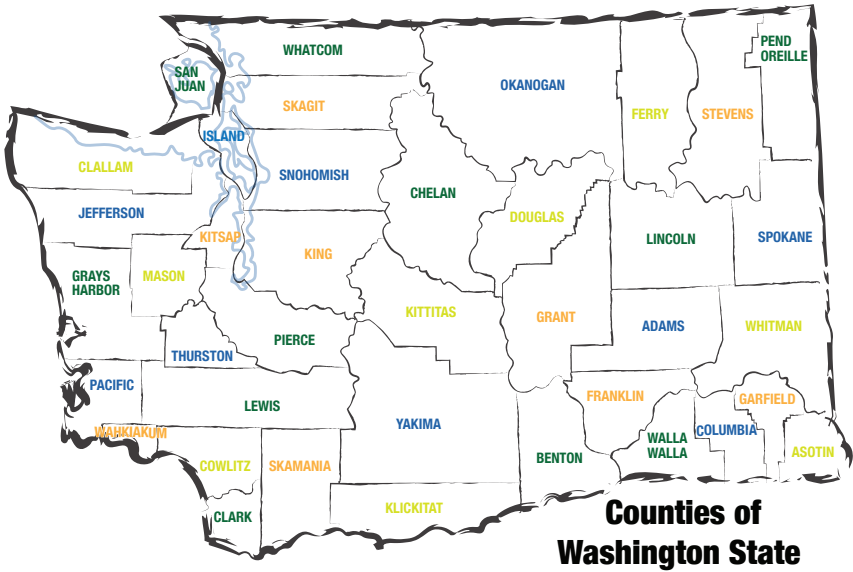 WHATCOM
PEND
OREILLE
SAN
JUAN
OKANOGAN
SKAGIT
FERRY
STEVENS
ISLAND
CLALLAM
SNOHOMISH
CHELAN
JEFFERSON
DOUGLAS
KITSAP
KING
LINCOLN
SPOKANE
GRAYS
HARBOR
MASON
KITTITAS
GRANT
ADAMS
WHITMAN
PIERCE
THURSTON
PACIFIC
LEWIS
FRANKLIN
GARFIELD
YAKIMA
WAHKIAKUM
COLUMBIA
WALLA
WALLA
ASOTIN
COWLITZ
SKAMANIA
BENTON
KLICKITAT
CLARK
Counties of
Washington State